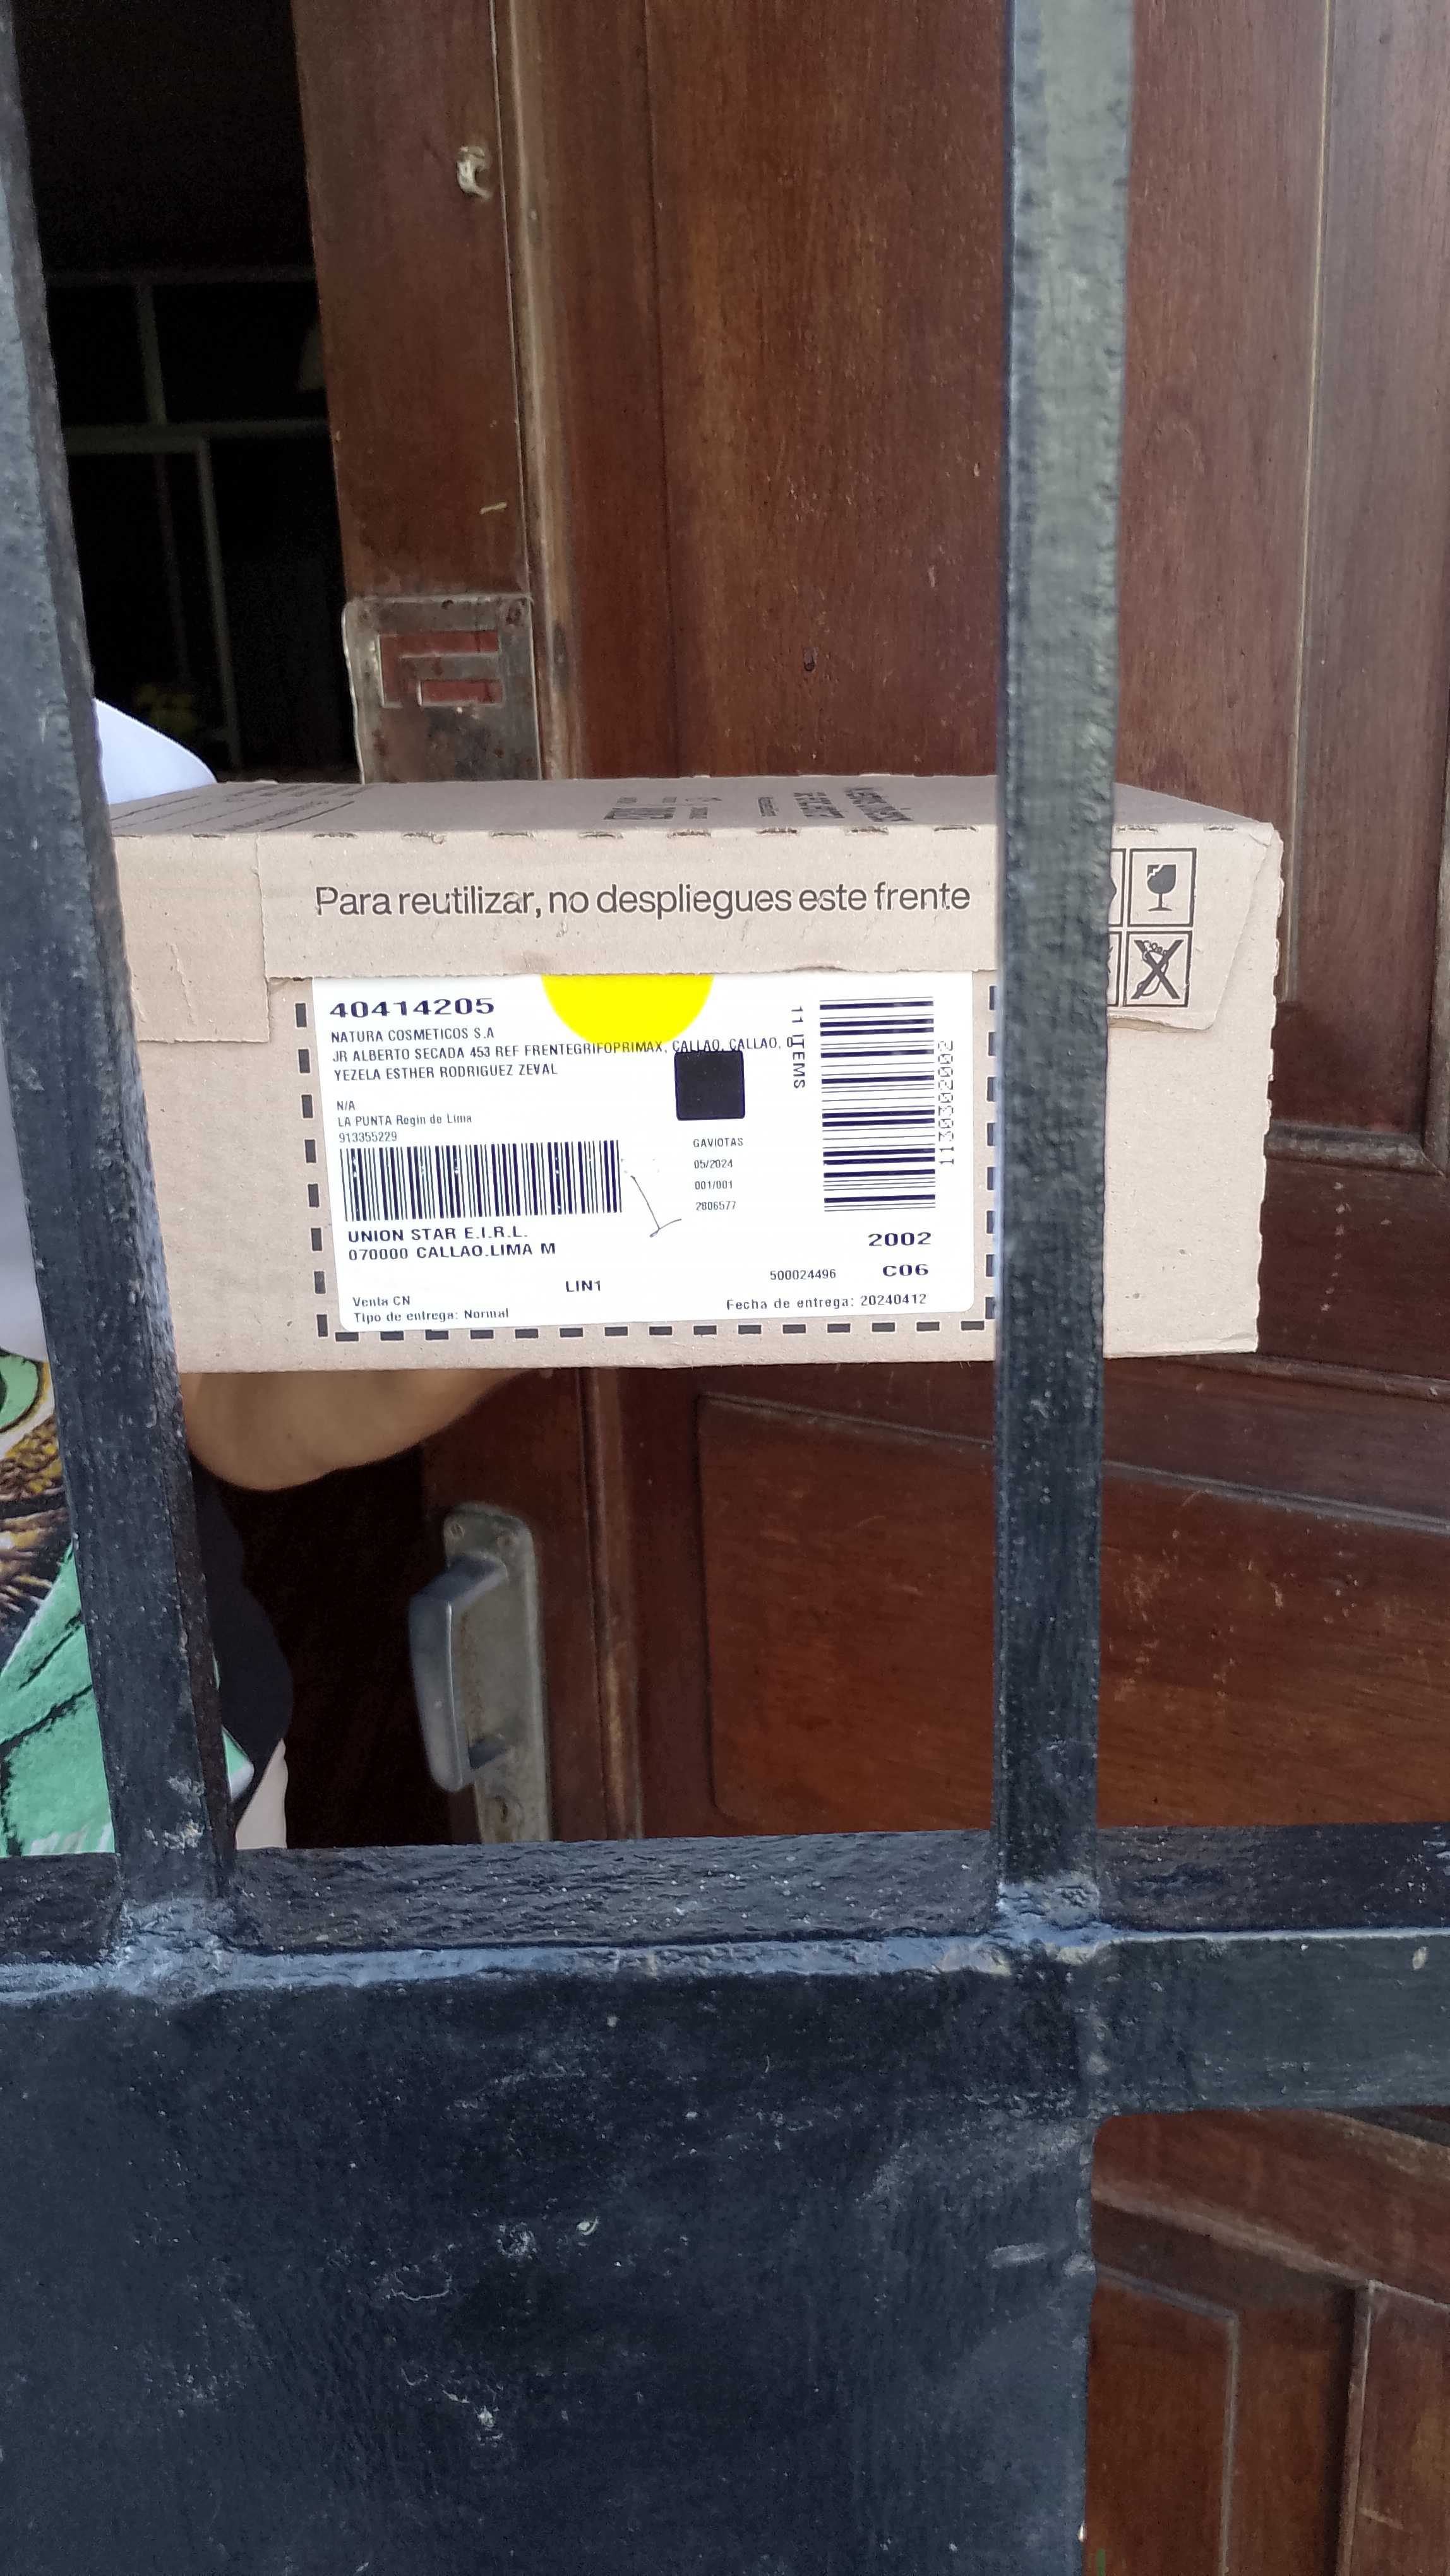 Para reutilizar, no despliegues este frente
40414205
NATURA COSMETICOS S.A
JR ALBERTO SECADA 453 REF FRENTEGRIFOPRIMAX, CALLAO, CALLAO, 0
YEZELA ESTHER RODRIGUEZ ZEVAL
N/A
LA PUNTA Regin de Lima
913355229
UNION STAR E.I.R.L.
070000 CALLAO.LIMA M
LIN1
Venta CN
Tipo de entrega: Normal
GAVIOTAS
05/2024
001/001
2806577
11 ITEMS
1130302002
2002
500024496 C06
Fecha de entrega: 20240412